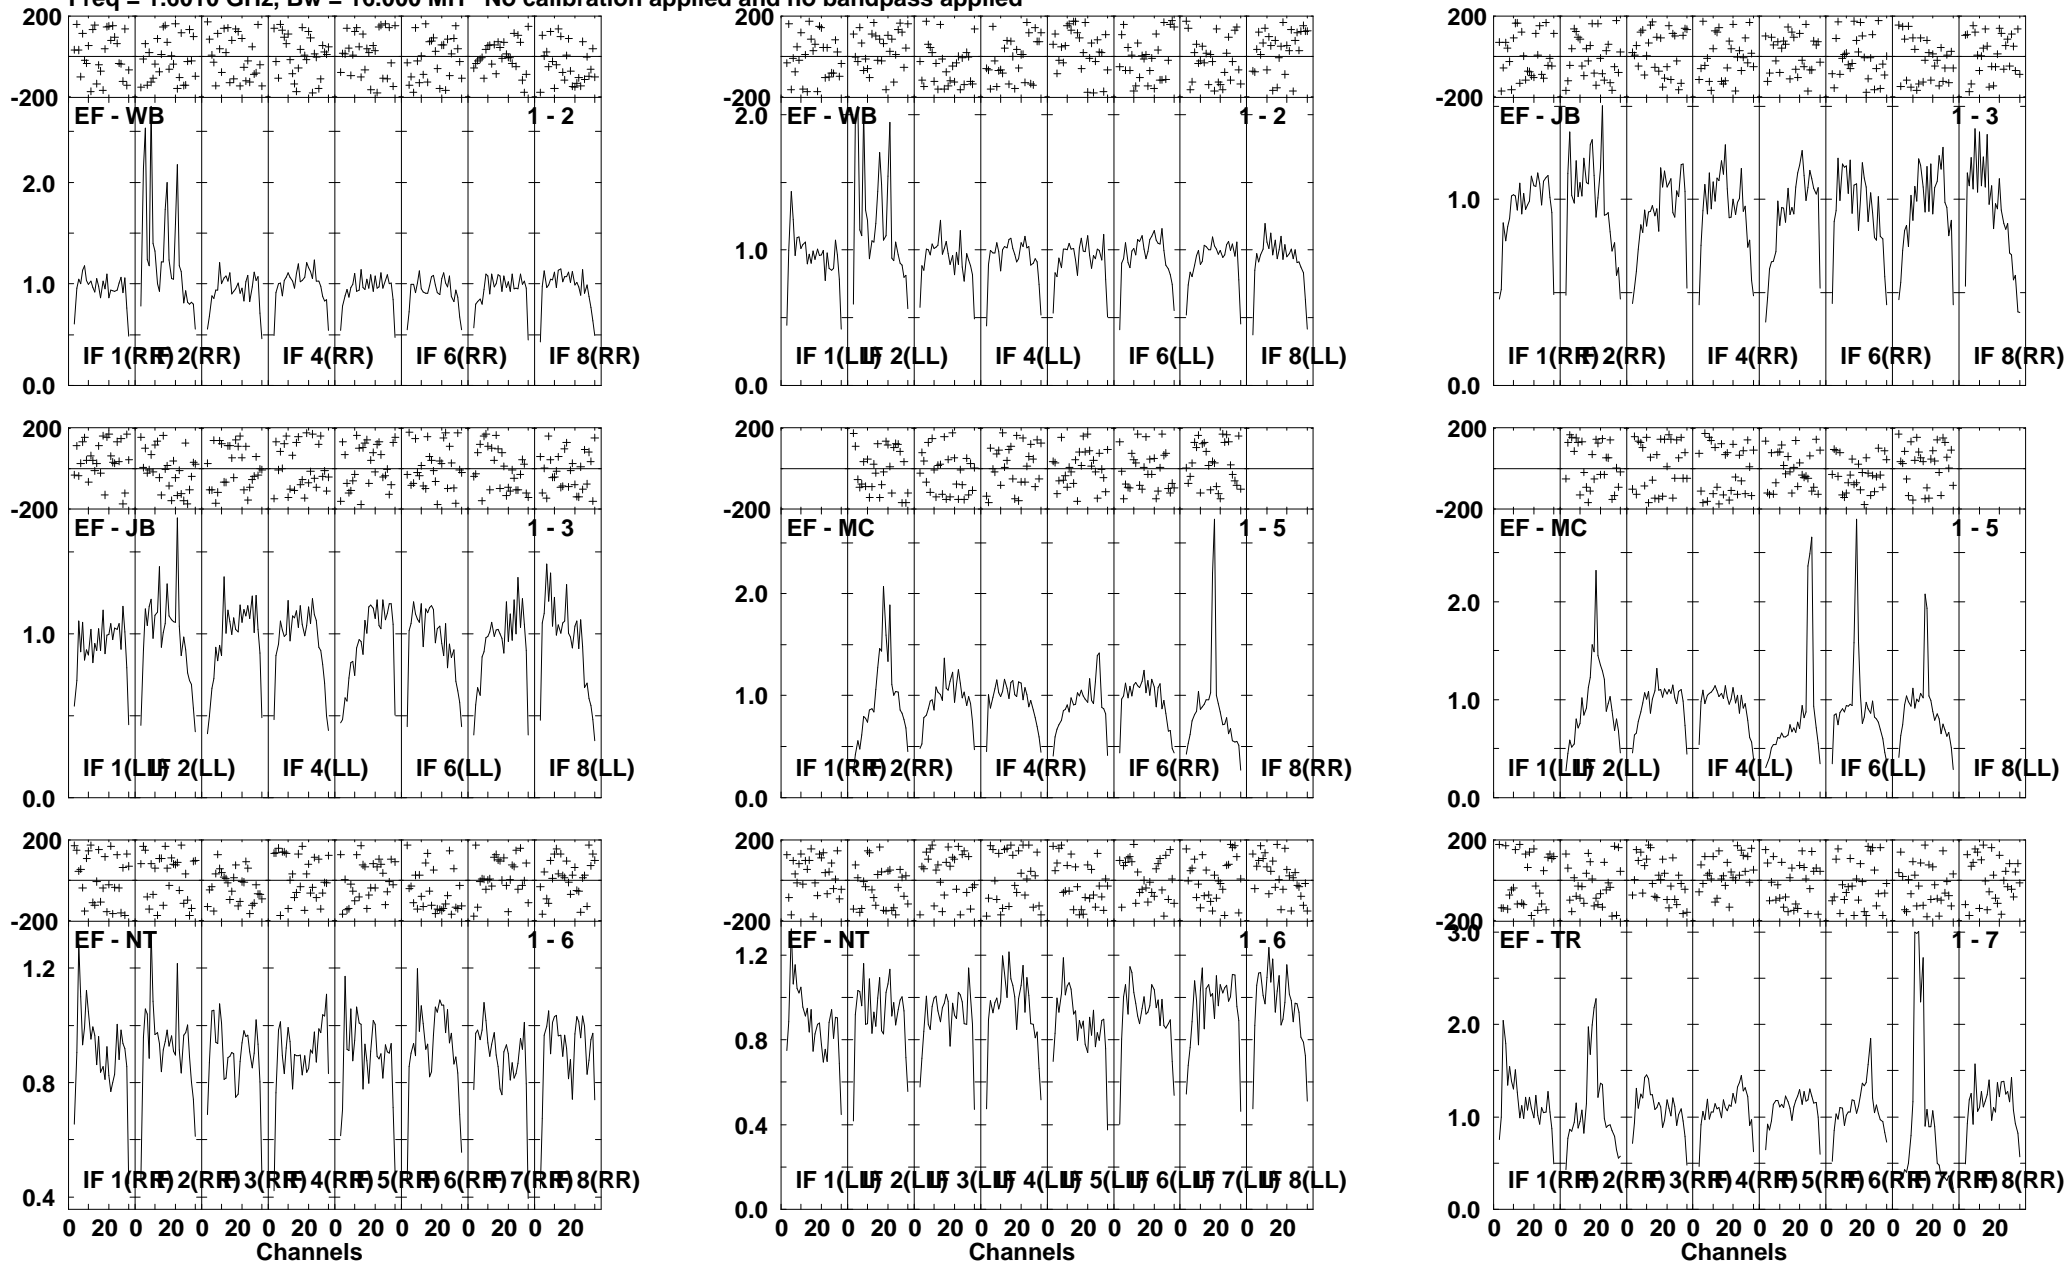 Freq = 1.6010 GHz, Bw = 16.000 MH No calibration applied and no bandpass applied
200 200 200
-200 -200 -200
EF - WB 1 - 2 EF - WB 1 - 2 EF - JB 1 - 3
2.0 2.0
1.0 1.0 1.0
IF 1(RR) IF 2(RR) IF 4(RR) IF 6(RR) IF 8(RR) IF 1(LL) IF 2(LL) IF 4(LL) IF 6(LL) IF 8(LL) IF 1(RR) IF 2(RR) IF 4(RR) IF 6(RR) IF 8(RR)
0.0 0.0 0.0
200 200 200
-200 -200 -200
EF - JB 1 - 3 EF - MC 1 - 5 EF - MC 1 - 5
2.0 2.0
1.0 1.0 1.0
IF 1(LL) IF 2(LL) IF 4(LL) IF 6(LL) IF 8(LL) IF 1(RR) IF 2(RR) IF 4(RR) IF 6(RR) IF 8(RR) IF 1(LL) IF 2(LL) IF 4(LL) IF 6(LL) IF 8(LL)
0.0 0.0 0.0
200 200 200
-200 -200 -200
EF - NT 1 - 6 EF - NT 1 - 6 3.0 EF - TR 1 - 7
1.2 1.2
2.0
0.8 0.8
1.0
0.4 0.4
IF 1(RR) IF 2(RR) IF 3(RR) IF 4(RR) IF 5(RR) IF 6(RR) IF 7(RR) IF 8(RR) IF 1(LL) IF 2(LL) IF 3(LL) IF 4(LL) IF 5(LL) IF 6(LL) IF 7(LL) IF 8(LL) IF 1(RR) IF 2(RR) IF 3(RR) IF 4(RR) IF 5(RR) IF 6(RR) IF 7(RR) IF 8(RR)
0.0 0.0
0 20 0 20 0 20 0 20 0 20 0 20 0 20 0 20 0 20 0 20 0 20 0 20 0 20 0 20 0 20 0 20 0 20 0 20 0 20 0 20 0 20 0 20 0 20 0 20
Channels Channels Channels